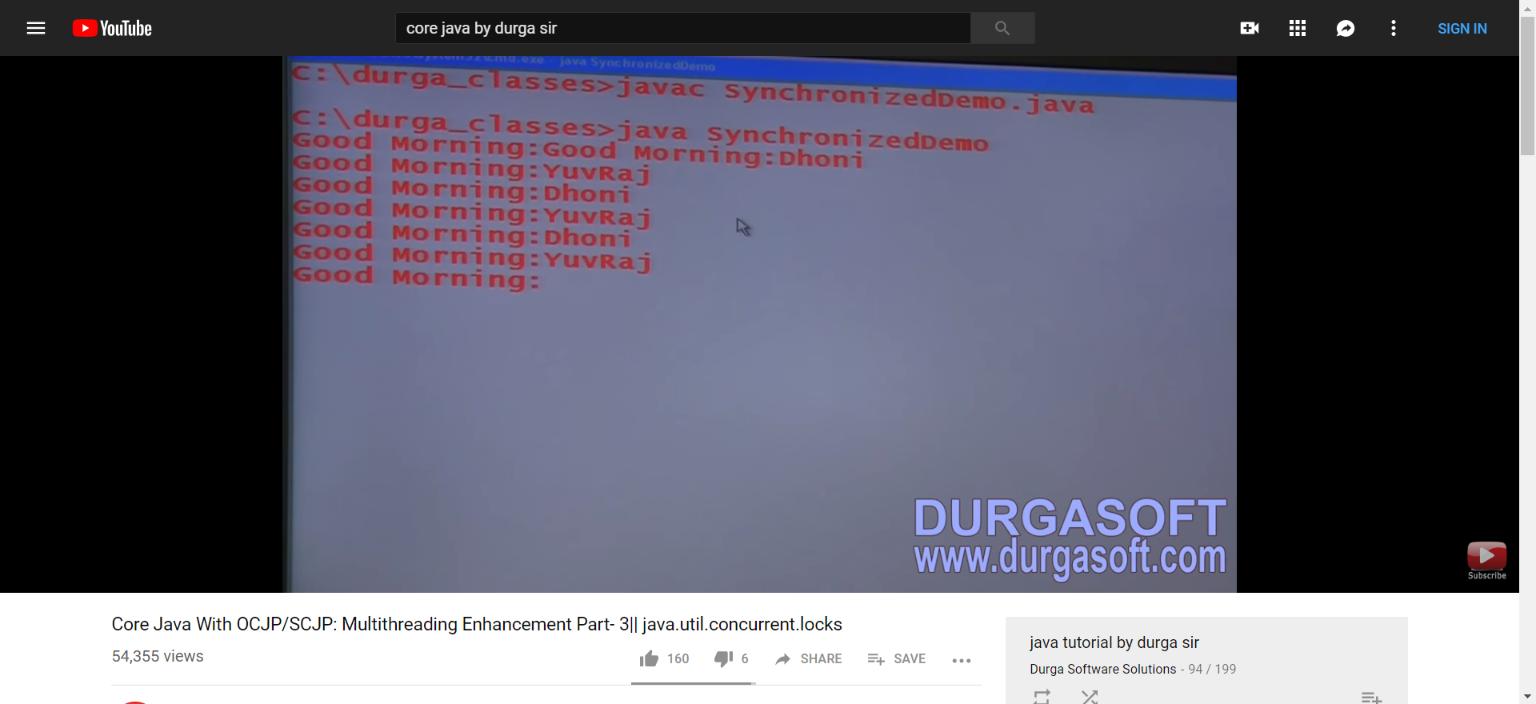 YouTube
core java by durga sir
SIGN IN
cmd.exe - java SynchronizedDemo
C:\durga_classes>javac SynchronizedDemo.java
C:\durga_classes>java SynchronizedDemo
Good Morning:Good Morning:Dhoni
Good Morning:YuvRaj
Good Morning:Dhoni
Good Morning:YuvRaj
Good Morning:Dhoni
Good Morning:YuvRaj
Good Morning:
DURGASOFT
www.durgasoft.com
Subscribe
Core Java With OCJP/SCJP: Multithreading Enhancement Part- 3|| java.util.concurrent.locks
54,355 views
160
6
SHARE
SAVE
java tutorial by durga sir
Durga Software Solutions - 94 / 199